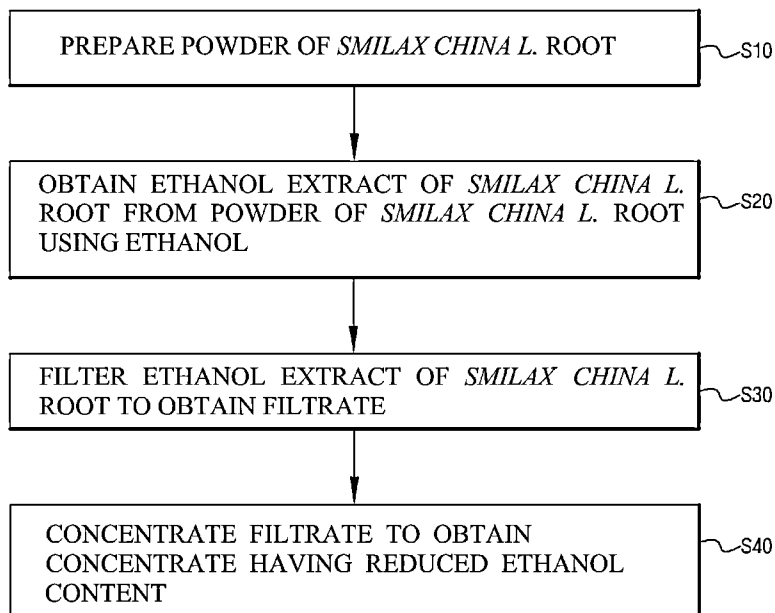 PREPARE POWDER OF SMILAX CHINA L. ROOT
S10
OBTAIN ETHANOL EXTRACT OF SMILAX CHINA L.
ROOT FROM POWDER OF SMILAX CHINA L. ROOT
USING ETHANOL
S20
FILTER ETHANOL EXTRACT OF SMILAX CHINA L.
ROOT TO OBTAIN FILTRATE
S30
CONCENTRATE FILTRATE TO OBTAIN
CONCENTRATE HAVING REDUCED ETHANOL
CONTENT
S40